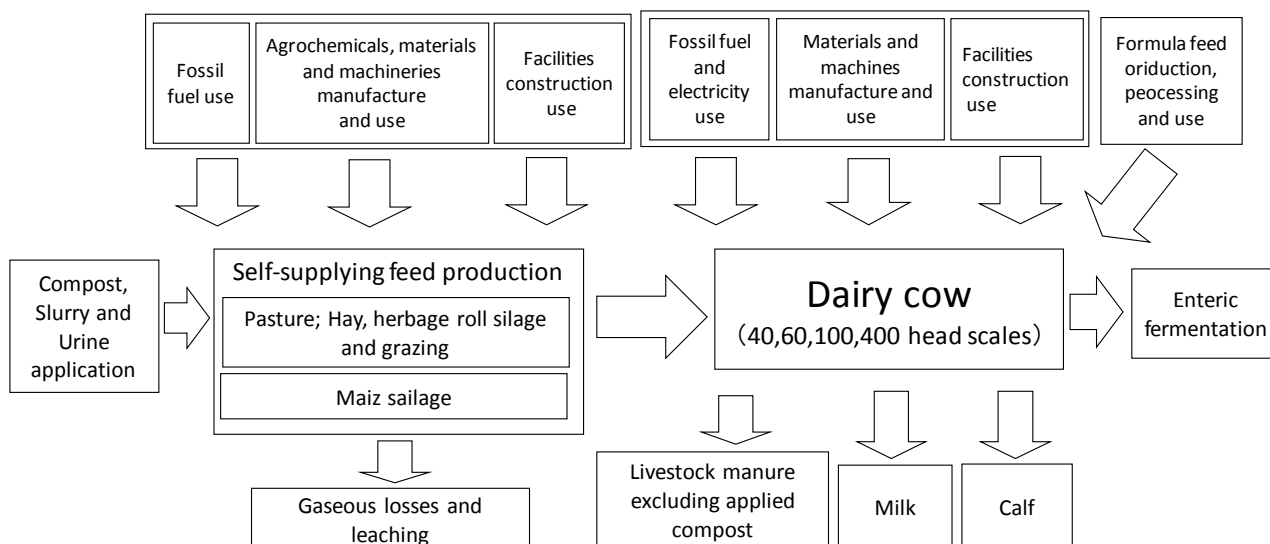 Fossil
fuel use
Agrochemicals, materials
and machineries
manufacture
and use
Facilities
construction
use
Fossil fuel
and
electricity
use
Materials and
machines
manufacture and
use
Facilities
construction
use
Formula feed
oriduction,
peocessing
and use
Compost,
Slurry and
Urine
application
Self-supplying feed production
Pasture; Hay, herbage roll silage
and grazing
Maiz sailage
Dairy cow
（40,60,100,400 head scales）
Enteric
fermentation
Gaseous losses and
leaching
Livestock manure
excluding applied
compost
Milk
Calf